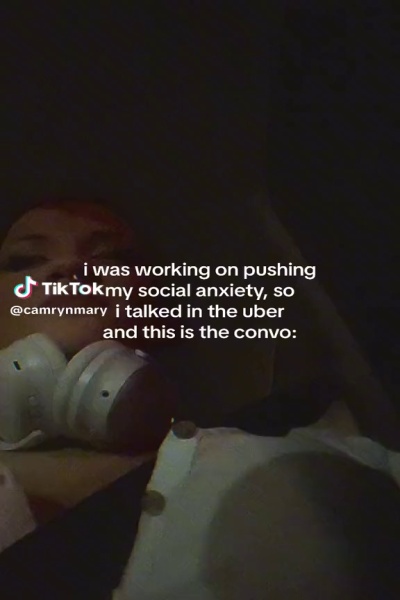 i was working on pushing
TikTok my social anxiety, so
@camrynmary i talked in the uber
and this is the convo: